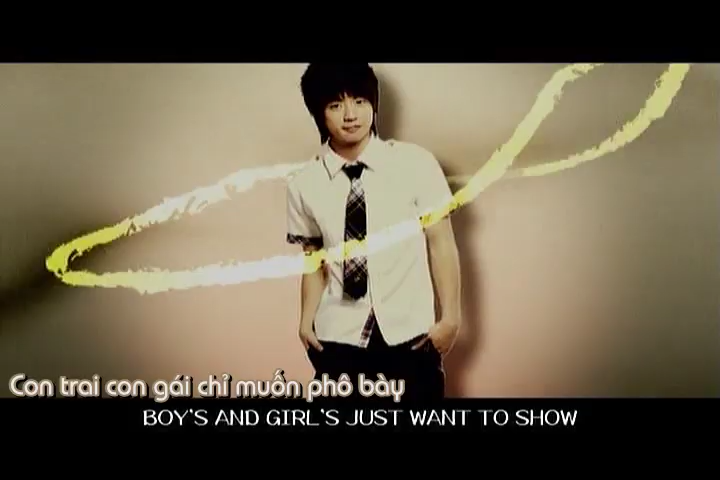 Con trai con gái chỉ muốn phô bày
BOY'S AND GIRL'S JUST WANT TO SHOW